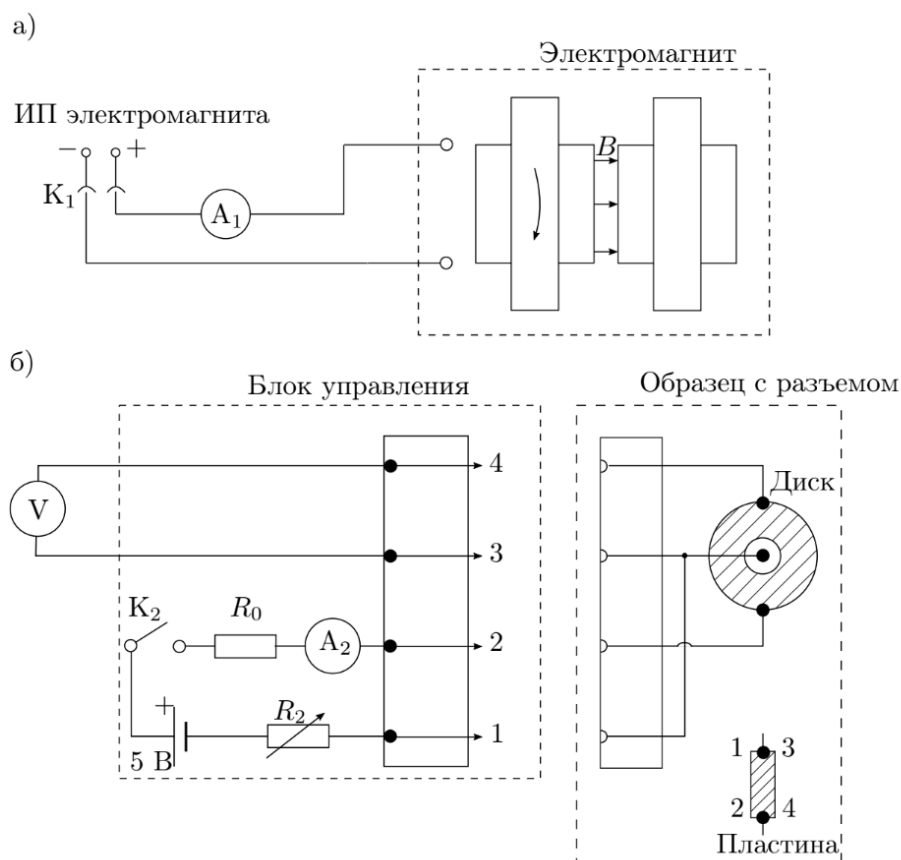 а)
Электромагнит
ИП электромагнита
− +
B
K₁
A₁
б)
Блок управления
Образец с разъемом
4
Диск
V
3
K₂
R₀
A₂
2
+
R₂
1
5 В
1 3
2 4
Пластина